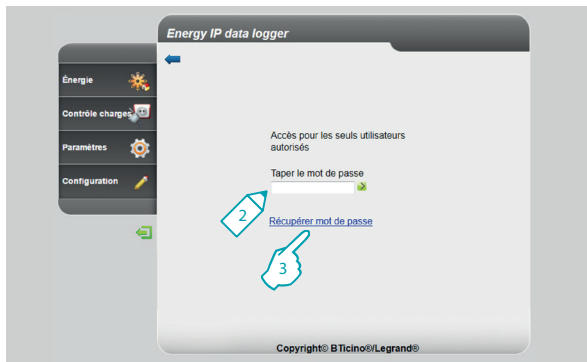 Energy IP data logger
Énergie
Contrôle charges
Paramètres
Configuration
Accès pour les seuls utilisateurs
autorisés
Taper le mot de passe
2
Récupérer mot de passe
3
Copyright© BTicino®/Legrand®